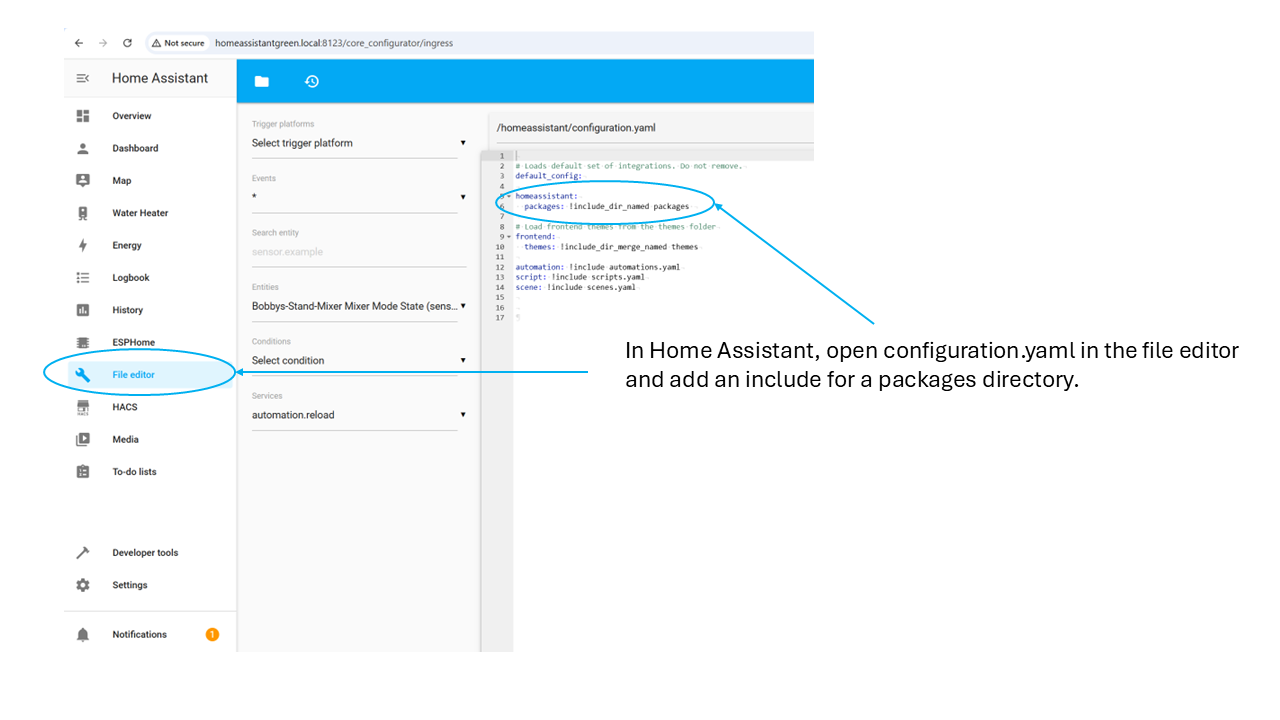 Not secure homeassistantgreen.local:8123/core_configurator/ingress
Home Assistant
Overview
Dashboard
Map
Water Heater
Energy
Logbook
History
ESPHome
File editor
HACS
Media
To-do lists
Developer tools
Settings
Notifications 1
Trigger platforms
Select trigger platform
Events
*
Search entity
sensor.example
Entities
Bobbys-Stand-Mixer Mixer Mode State (sens...
Conditions
Select condition
Services
automation.reload
/homeassistant/configuration.yaml
1
2 # Loads default set of integrations. Do not remove.
3 default_config:
4
5 homeassistant:
6 packages: !include_dir_named packages
7
8 # Load frontend themes from the themes folder
9 frontend:
10 themes: !include_dir_merge_named themes
11
12 automation: !include automations.yaml
13 script: !include scripts.yaml
14 scene: !include scenes.yaml
15
16
17
In Home Assistant, open configuration.yaml in the file editor
and add an include for a packages directory.